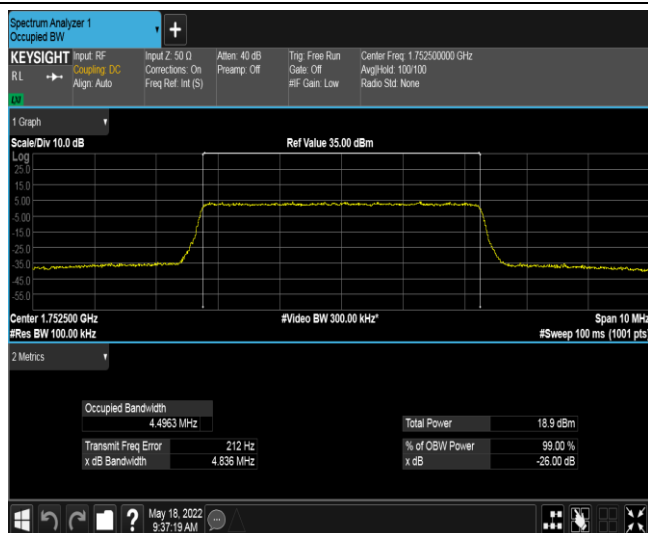 Spectrum Analyzer 1
Occupied BW
+
KEYSIGHT
RL
LXI
Input: RF
Coupling: DC
Align: Auto
Input Z: 50 Ω
Corrections: On
Freq Ref: Int (S)
Atten: 40 dB
Preamp: Off
Trig: Free Run
Gate: Off
#IF Gain: Low
Center Freq: 1.752500000 GHz
Avg|Hold: 100/100
Radio Std: None
1 Graph
Scale/Div 10.0 dB
Ref Value 35.00 dBm
Log
25.0
15.0
5.00
-5.00
-15.0
-25.0
-35.0
-45.0
-55.0
Center 1.752500 GHz
#Video BW 300.00 kHz*
Span 10 MHz
#Res BW 100.00 kHz
#Sweep 100 ms (1001 pts)
2 Metrics
Occupied Bandwidth
4.4963 MHz
Total Power 18.9 dBm
Transmit Freq Error 212 Hz
% of OBW Power 99.00 %
x dB Bandwidth 4.836 MHz
x dB -26.00 dB
?
May 18, 2022
9:37:19 AM